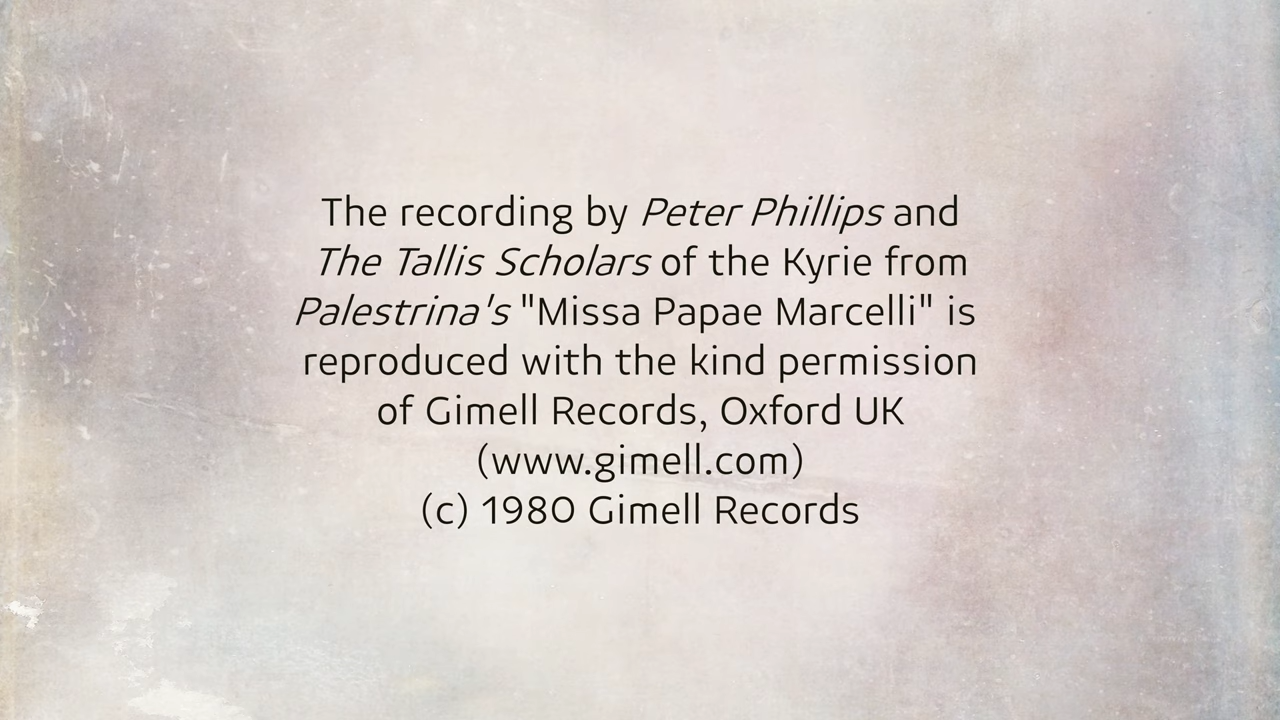 The recording by Peter Phillips and
The Tallis Scholars of the Kyrie from
Palestrina's "Missa Papae Marcelli" is
reproduced with the kind permission
of Gimell Records, Oxford UK
(www.gimell.com)
(c) 1980 Gimell Records